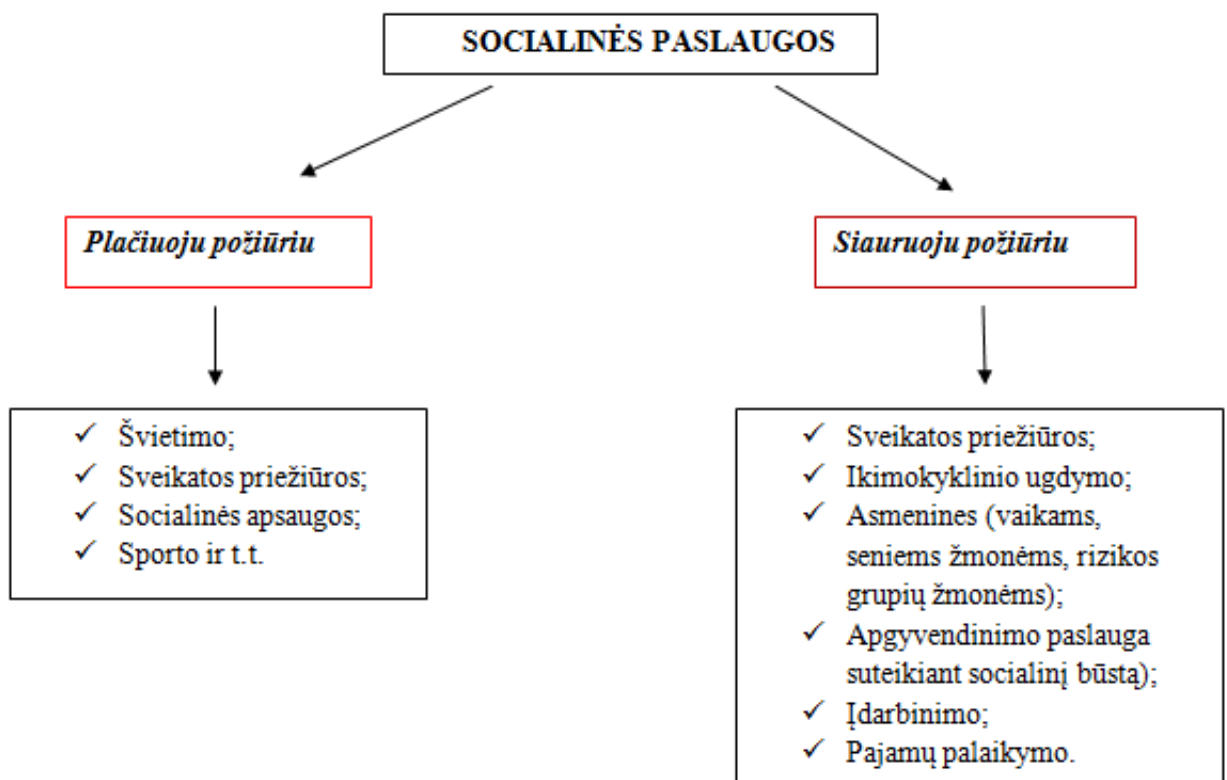 SOCIALINĖS PASLAUGOS
Plačiuoju požiūriu
Siauruoju požiūriu
✓ Švietimo;
✓ Sveikatos priežiūros;
✓ Socialinės apsaugos;
✓ Sporto ir t.t.
✓ Sveikatos priežiūros;
✓ Ikimokyklinio ugdymo;
✓ Asmenines (vaikams,
seniems žmonėms, rizikos
grupių žmonėms);
✓ Apgyvendinimo paslauga
suteikiant socialinį būstą);
✓ Įdarbinimo;
✓ Pajamų palaikymo.